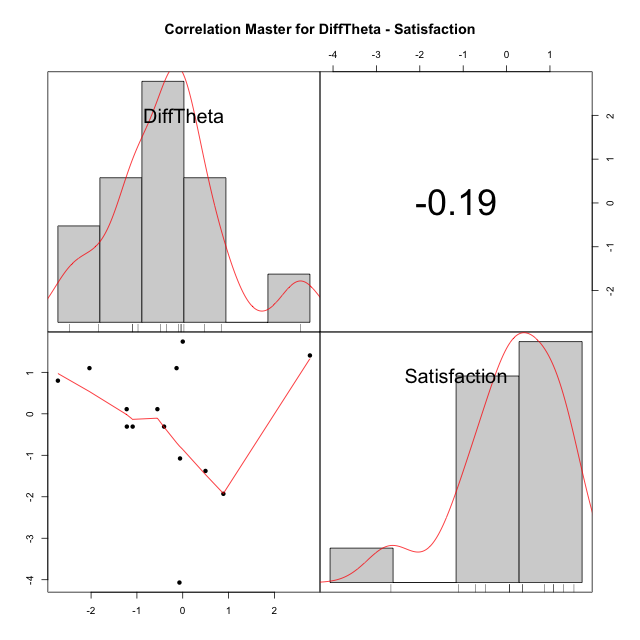 Correlation Master for DiffTheta - Satisfaction
-4 -3 -2 -1 0 1
DiffTheta
-0.19
2
1
0
-1
-2
Satisfaction
1
0
-1
-2
-3
-4
-2 -1 0 1 2